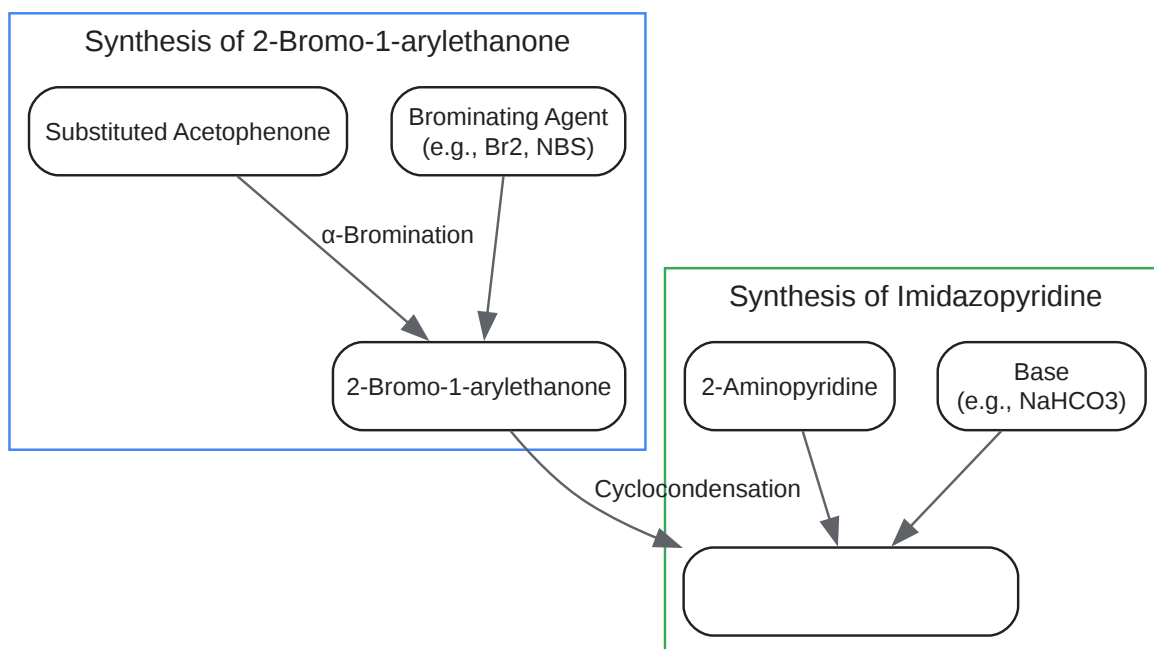 Synthesis of 2-Bromo-1-arylethanone
Substituted Acetophenone
Brominating Agent
(e.g., Br2, NBS)
α-Bromination
2-Bromo-1-arylethanone
Synthesis of Imidazopyridine
2-Aminopyridine
Base
(e.g., NaHCO3)
Cyclocondensation